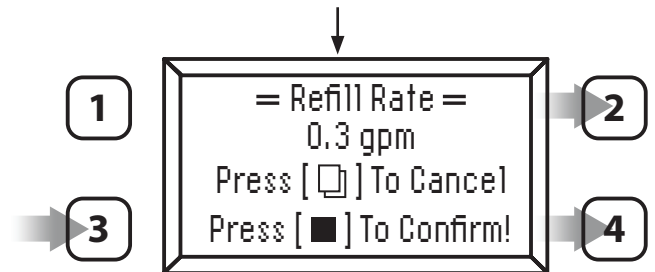 1
= Refill Rate =
2
0.3 gpm
Press [ ❐ ] To Cancel
3
Press [ ■ ] To Confirm!
4